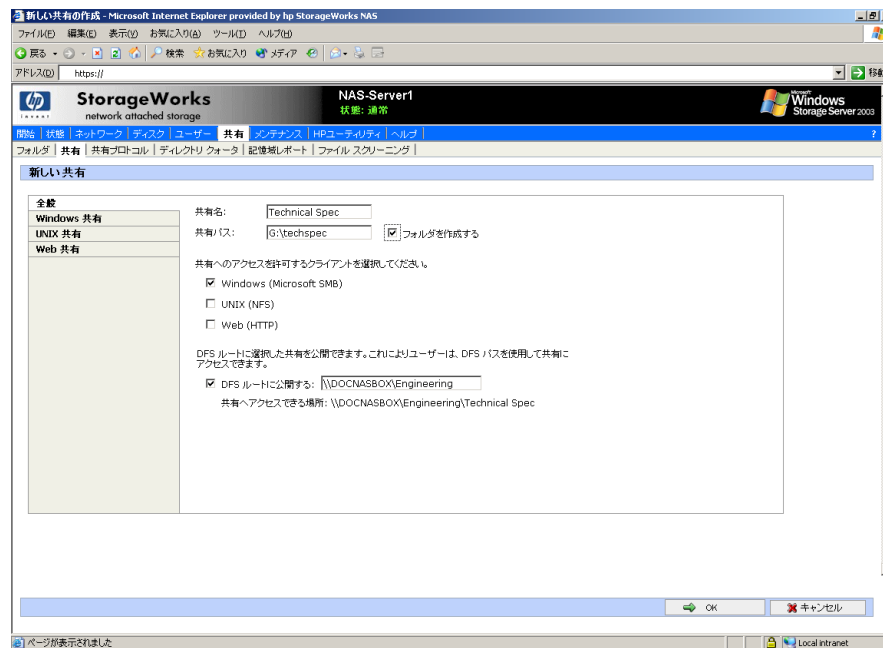 新しい共有の作成 - Microsoft Internet Explorer provided by hp StorageWorks NAS
ファイル(F) 編集(E) 表示(V) お気に入り(A) ツール(T) ヘルプ(H)
戻る 検索 お気に入り メディア
アドレス(D) https:// 移動
hp invent
StorageWorks
network attached storage
NAS-Server1
状態: 通常
Microsoft
Windows
Storage Server 2003
開始 | 状態 | ネットワーク | ディスク | ユーザー | 共有 | メンテナンス | HPユーティリティ | ヘルプ | ?
フォルダ | 共有 | 共有プロトコル | ディレクトリ クォータ | 記憶域レポート | ファイル スクリーニング |
新しい共有
全般
Windows 共有
UNIX 共有
Web 共有
共有名: Technical Spec
共有パス: G:\techspec フォルダを作成する
共有へのアクセスを許可するクライアントを選択してください。
Windows (Microsoft SMB)
UNIX (NFS)
Web (HTTP)
DFS ルートに選択した共有を公開できます。これによりユーザーは、DFS パスを使用して共有に
アクセスできます。
DFS ルートに公開する: \\DOCNASBOX\Engineering
共有へアクセスできる場所: \\DOCNASBOX\Engineering\Technical Spec
OK キャンセル
ページが表示されました Local intranet